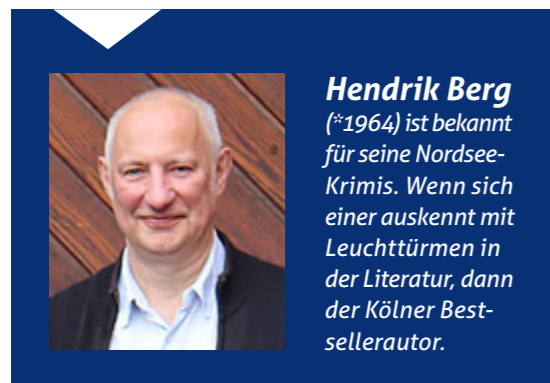 Hendrik Berg
(*1964) ist bekannt
für seine Nordsee-
Krimis. Wenn sich
einer auskennt mit
Leuchttürmen in
der Literatur, dann
der Kölner Best-
sellerautor.